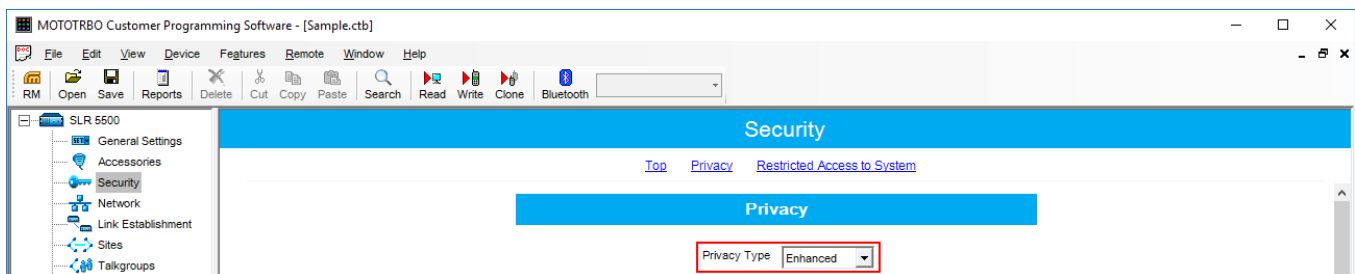 MOTOTRBO Customer Programming Software - [Sample.ctb]
File Edit View Device Features Remote Window Help
RM Open Save Reports Delete Cut Copy Paste Search Read Write Clone Bluetooth
SLR 5500
General Settings
Accessories
Security
Network
Link Establishment
Sites
Talkgroups
Security
Top Privacy Restricted Access to System
Privacy
Privacy Type Enhanced